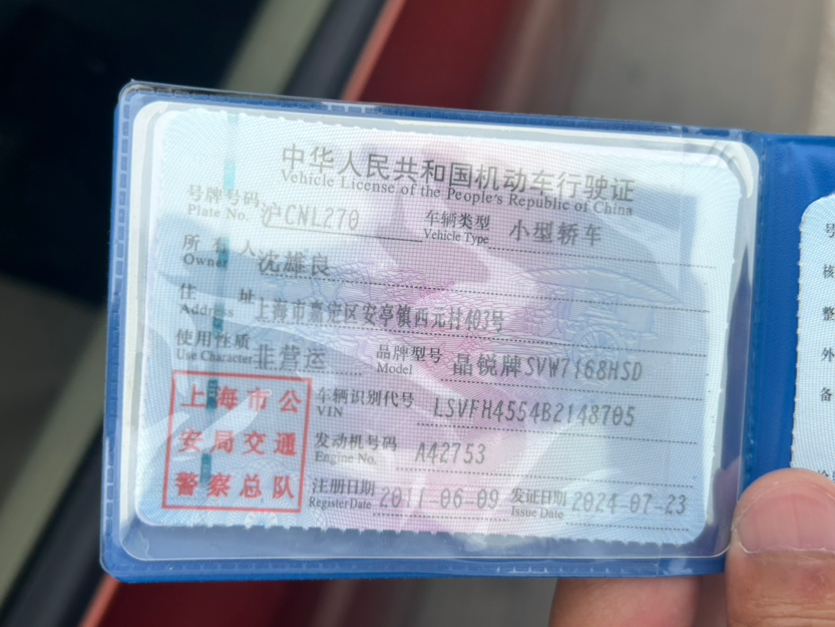 中华人民共和国机动车行驶证
Vehicle License of the People's Republic of China
号牌号码 沪CNL270 车辆类型 小型轿车
Plate No. Vehicle Type
所有人 沈雄良
Owner
住址 上海市嘉定区安亭镇西元村403号
Address
使用性质 非营运 品牌型号 晶锐牌SVW7168HSD
Use Character Model
上海市公
安局交通
警察总队
车辆识别代号 LSVFH4554B2148705
VIN
发动机号码 A42753
Engine No.
注册日期 2011-06-09 发证日期 2024-07-23
Register Date Issue Date
号
核
整
外
备